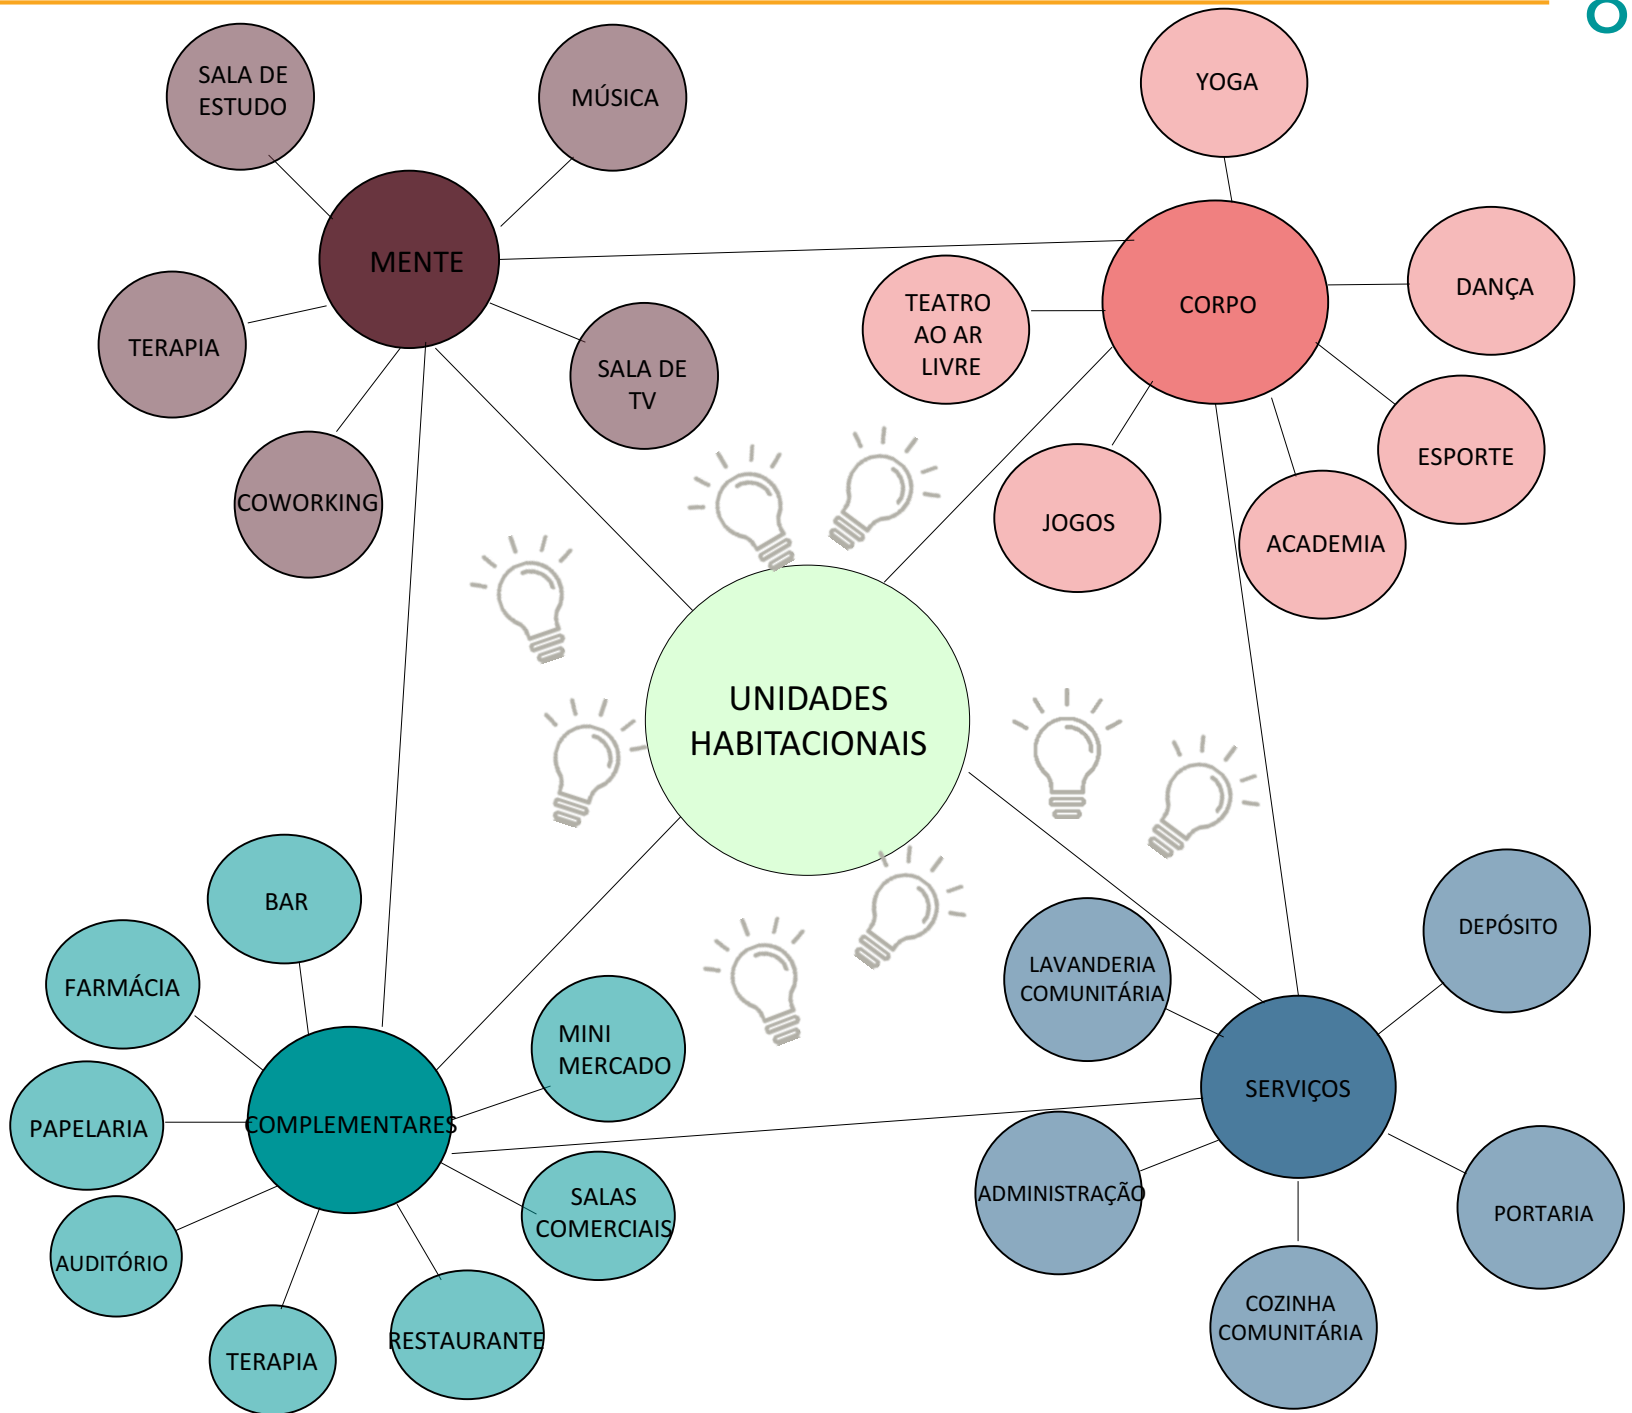 8
SALA DE
ESTUDO
MÚSICA
MENTE
TERAPIA
SALA DE
TV
COWORKING
YOGA
CORPO
DANÇA
TEATRO
AO AR
LIVRE
ESPORTE
JOGOS
ACADEMIA
UNIDADES
HABITACIONAIS
BAR
FARMÁCIA
MINI
MERCADO
PAPELARIA
COMPLEMENTARES
SALAS
COMERCIAIS
AUDITÓRIO
TERAPIA
RESTAURANTE
DEPÓSITO
LAVANDERIA
COMUNITÁRIA
SERVIÇOS
ADMINISTRAÇÃO
PORTARIA
COZINHA
COMUNITÁRIA